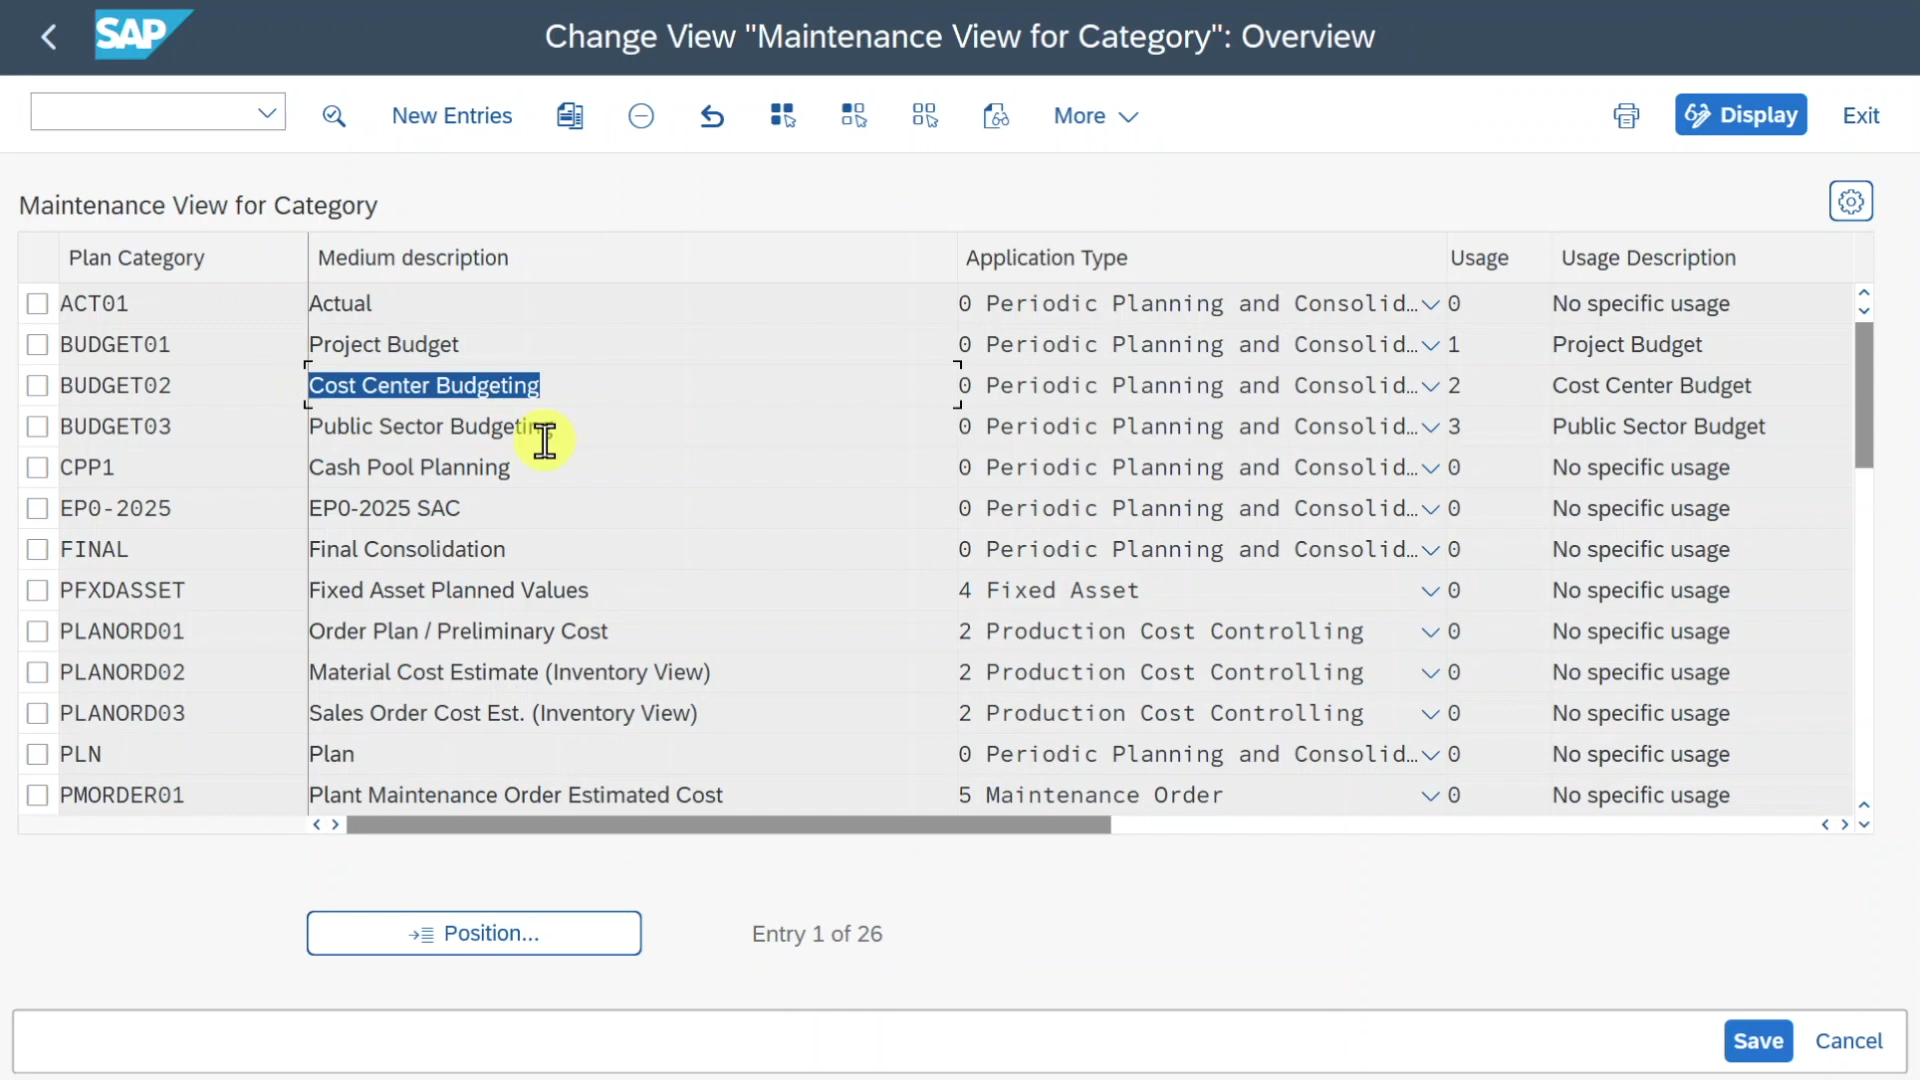 SAP
Change View "Maintenance View for Category": Overview
New Entries
More
Display
Exit
Maintenance View for Category
Plan Category Medium description Application Type Usage Usage Description
ACT01 Actual 0 Periodic Planning and Consolid... 0 No specific usage
BUDGET01 Project Budget 0 Periodic Planning and Consolid... 1 Project Budget
BUDGET02 Cost Center Budgeting 0 Periodic Planning and Consolid... 2 Cost Center Budget
BUDGET03 Public Sector Budgeting 0 Periodic Planning and Consolid... 3 Public Sector Budget
CPP1 Cash Pool Planning 0 Periodic Planning and Consolid... 0 No specific usage
EP0-2025 EP0-2025 SAC 0 Periodic Planning and Consolid... 0 No specific usage
FINAL Final Consolidation 0 Periodic Planning and Consolid... 0 No specific usage
PFXDASSET Fixed Asset Planned Values 4 Fixed Asset 0 No specific usage
PLANORD01 Order Plan / Preliminary Cost 2 Production Cost Controlling 0 No specific usage
PLANORD02 Material Cost Estimate (Inventory View) 2 Production Cost Controlling 0 No specific usage
PLANORD03 Sales Order Cost Est. (Inventory View) 2 Production Cost Controlling 0 No specific usage
PLN Plan 0 Periodic Planning and Consolid... 0 No specific usage
PMORDER01 Plant Maintenance Order Estimated Cost 5 Maintenance Order 0 No specific usage
Position... Entry 1 of 26
Save Cancel